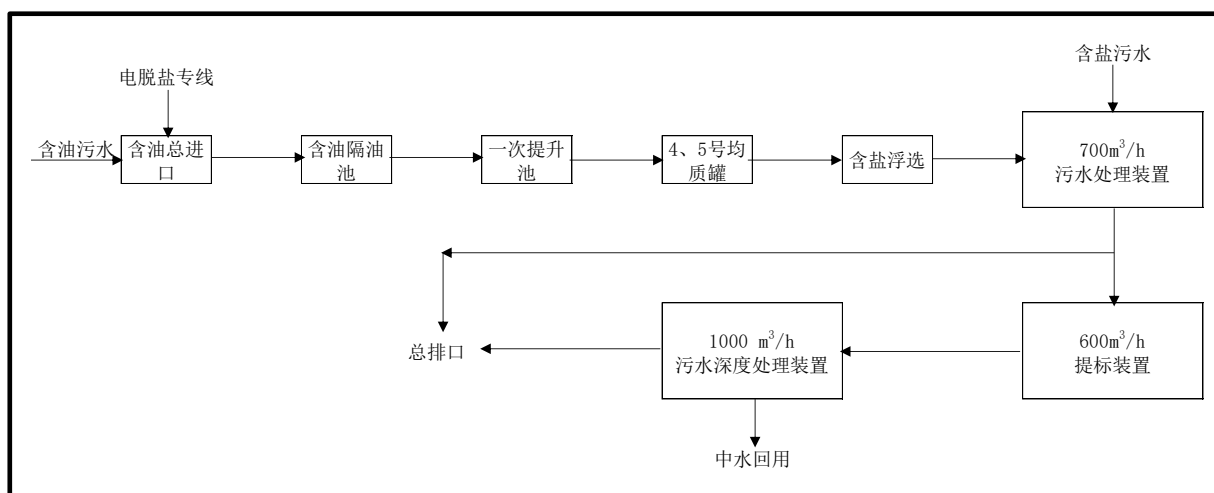 电脱盐专线
含盐污水
含油污水
含油总进
口
含油隔油
池
一次提升
池
4、5号均
质罐
含盐浮选
700m³/h
污水处理装置
总排口
1000 m³/h
污水深度处理装置
600m³/h
提标装置
中水回用